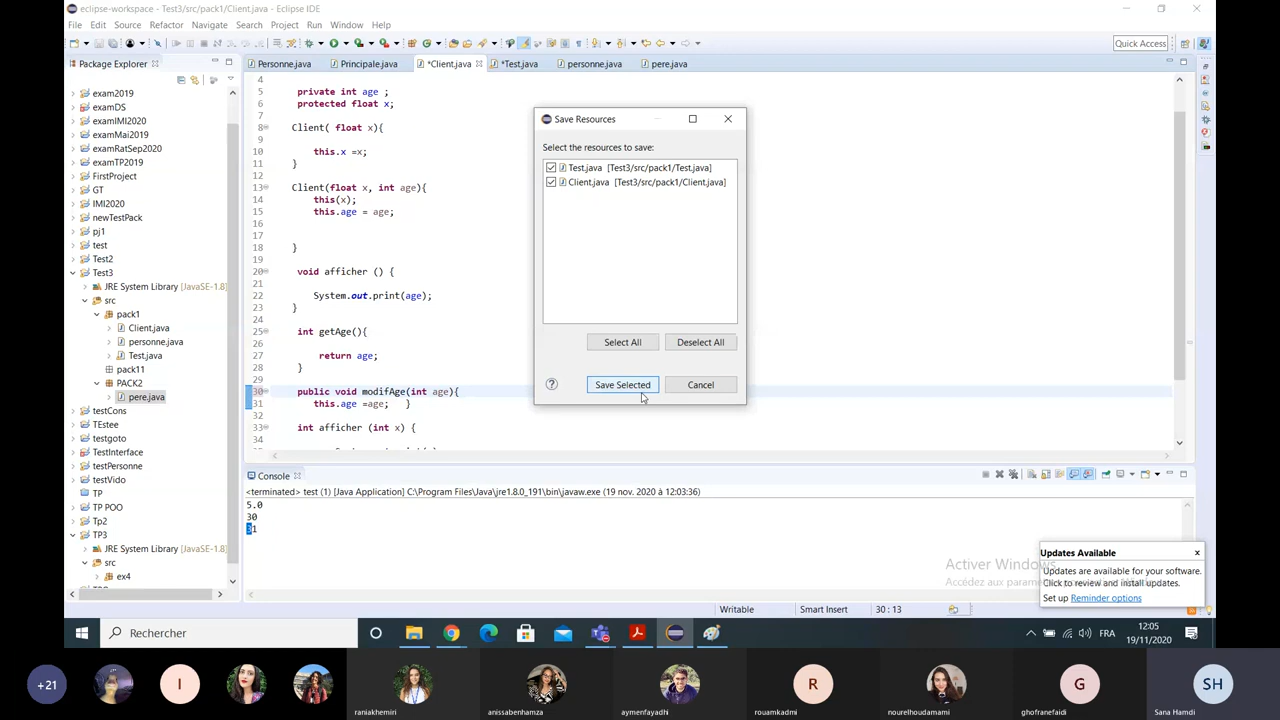 eclipse-workspace - Test3/src/pack1/Client.java - Eclipse IDE
File Edit Source Refactor Navigate Search Project Run Window Help
Quick Access
Package Explorer
Personne.java
Principale.java
*Client.java
*Test.java
personne.java
pere.java
exam2019
examDS
examIMI2020
examMai2019
examRatSep2020
examTP2019
FirstProject
GT
IMI2020
newTestPack
pj1
test
Test2
Test3
JRE System Library [JavaSE-1.8]
src
pack1
Client.java
personne.java
Test.java
pack11
PACK2
pere.java
testCons
TEstee
testgoto
TestInterface
testPersonne
testVido
TP
TP POO
Tp2
TP3
JRE System Library [JavaSE-1.8]
src
ex4
4
5 private int age ;
6 protected float x;
7
8 Client( float x){
9
10 this.x =x;
11 }
12
13 Client(float x, int age){
14 this(x);
15 this.age = age;
16
17
18 }
19
20 void afficher () {
21
22 System.out.print(age);
23 }
24
25 int getAge(){
26
27 return age;
28 }
29
30 public void modifAge(int age){
31 this.age =age; }
32
33 int afficher (int x) {
34
Save Resources
Select the resources to save:
Test.java [Test3/src/pack1/Test.java]
Client.java [Test3/src/pack1/Client.java]
Select All
Deselect All
Save Selected
Cancel
Console
<terminated> test (1) [Java Application] C:\Program Files\Java\jre1.8.0_191\bin\javaw.exe (19 nov. 2020 à 12:03:36)
5.0
30
31
Activer Windows
Accédez aux param
Updates Available
Updates are available for your software.
Click to review and install updates.
Set up Reminder options
Writable
Smart Insert
30 : 13
Rechercher
FRA
12:05
19/11/2020
+21
I
R
G
SH
raniakhemiri
anissabenhamza
aymenfayadhi
rouamkadmi
nourelhoudamami
ghofranefaidi
Sana Hamdi